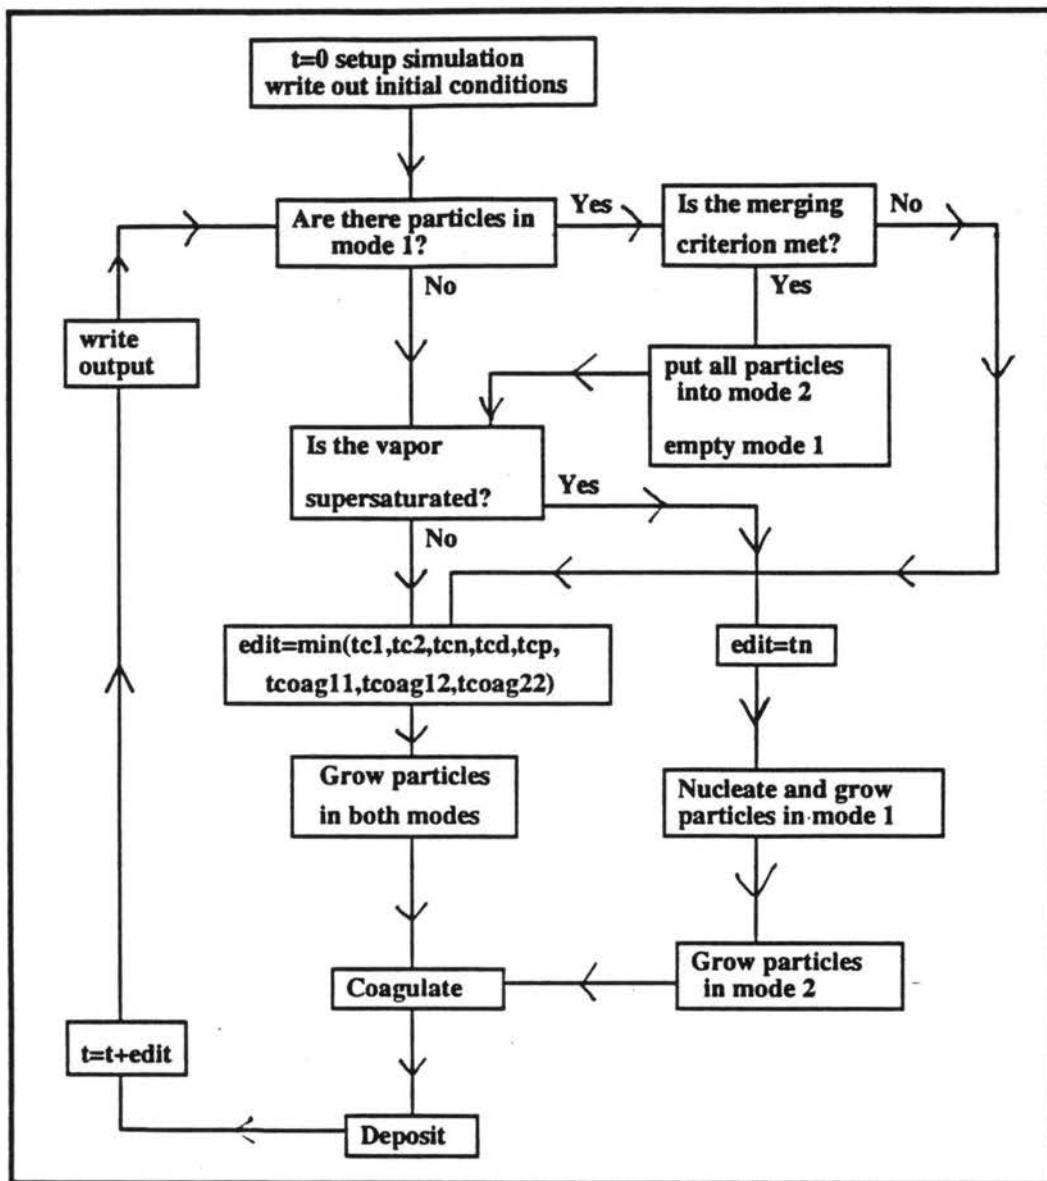 t=0 setup simulation
write out initial conditions
Are there particles in
mode 1?
Yes
Is the merging
criterion met?
No
No
Yes
write
output
put all particles
into mode 2
empty mode 1
Is the vapor
supersaturated?
Yes
No
edit=min(tc1,tc2,tcn,tcd,tcp,
tcoag11,tcoag12,tcoag22)
edit=tn
Grow particles
in both modes
Nucleate and grow
particles in mode 1
Coagulate
Grow particles
in mode 2
t=t+edit
Deposit